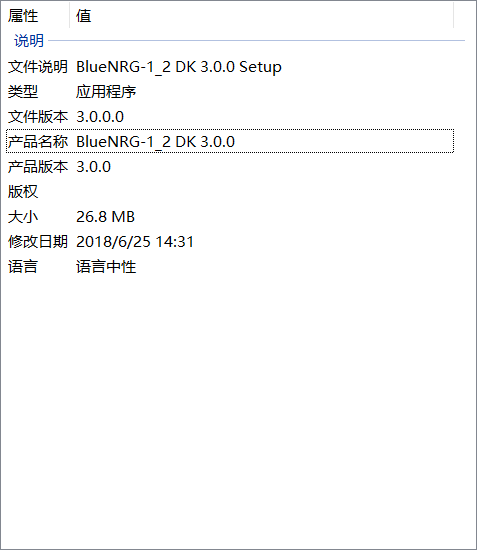 属性 值
说明
文件说明 BlueNRG-1_2 DK 3.0.0 Setup
类型 应用程序
文件版本 3.0.0.0
产品名称 BlueNRG-1_2 DK 3.0.0
产品版本 3.0.0
版权
大小 26.8 MB
修改日期 2018/6/25 14:31
语言 语言中性